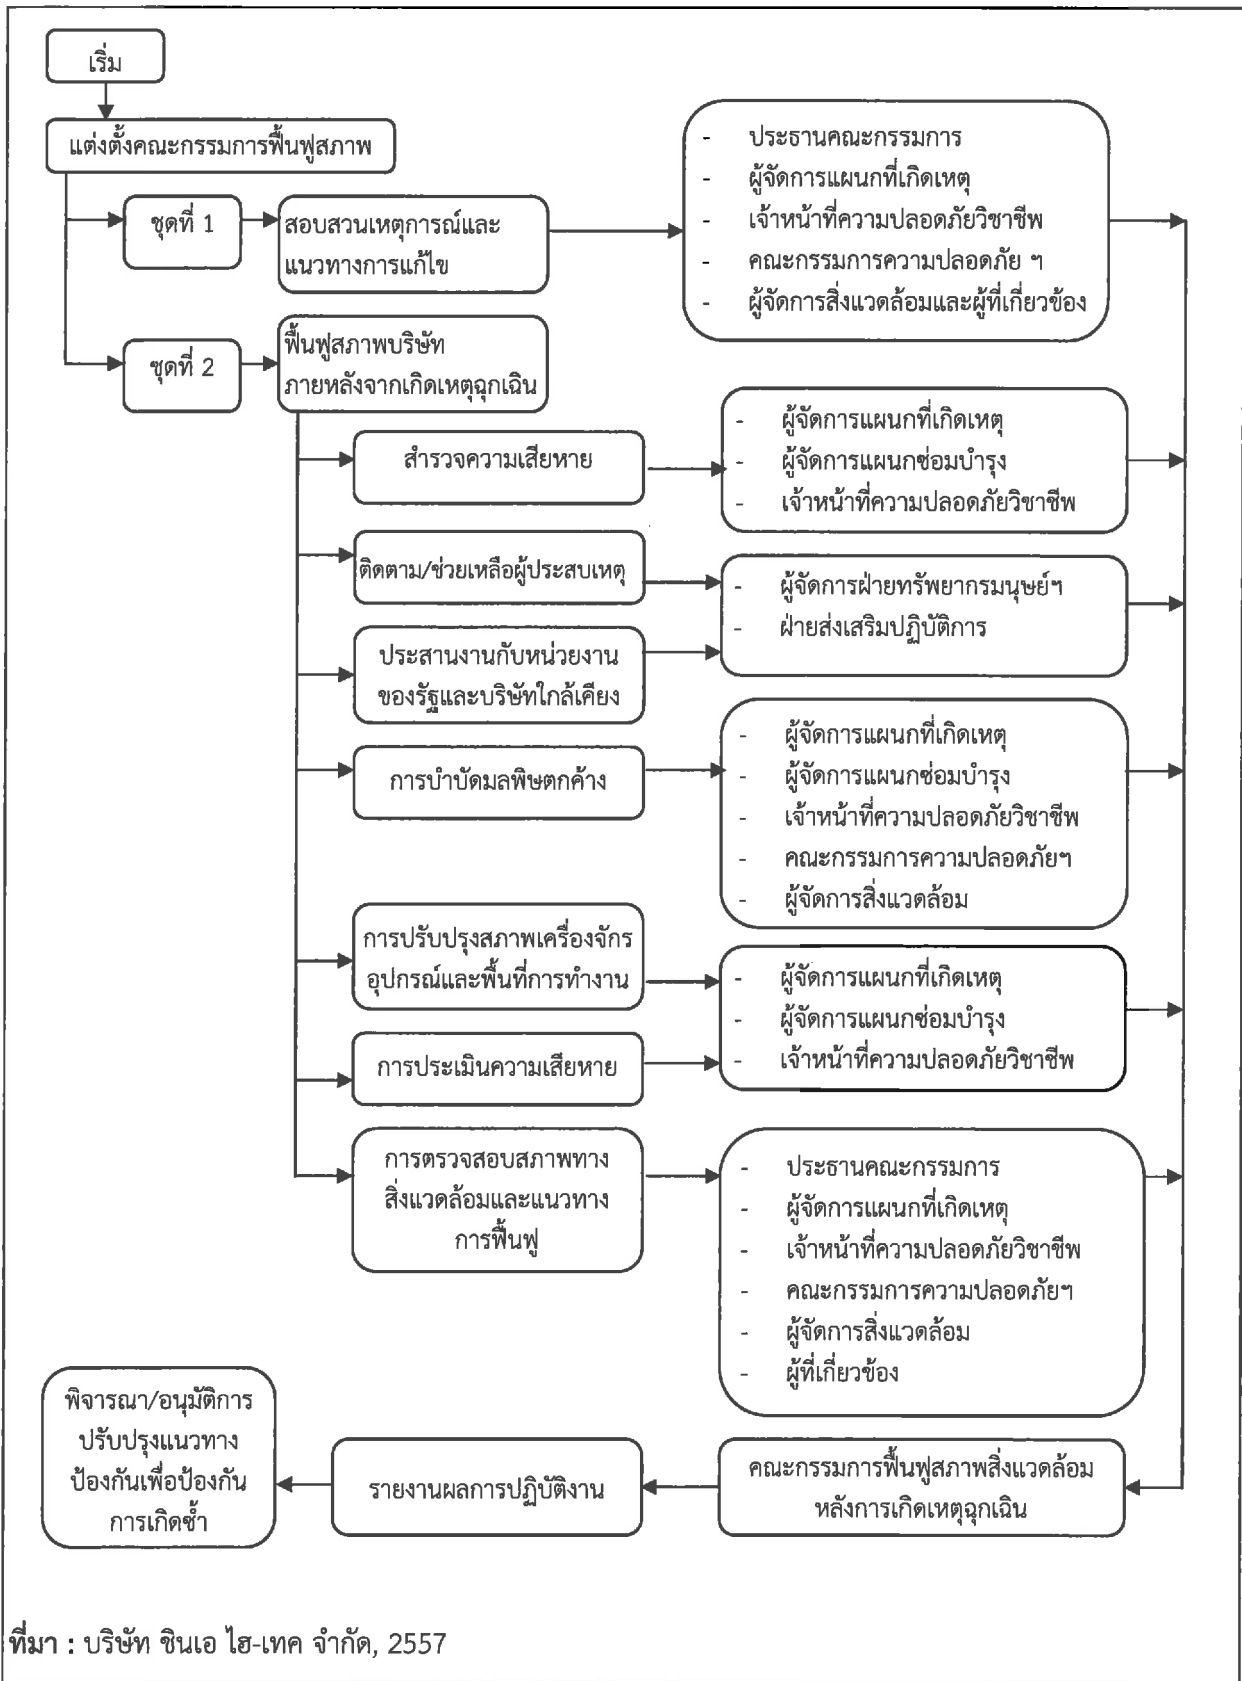 เริ่ม
แต่งตั้งคณะกรรมการฟื้นฟูสภาพ
ชุดที่ 1
สอบสวนเหตุการณ์และ
แนวทางการแก้ไข
- ประธานคณะกรรมการ
- ผู้จัดการแผนกที่เกิดเหตุ
- เจ้าหน้าที่ความปลอดภัยวิชาชีพ
- คณะกรรมการความปลอดภัย ฯ
- ผู้จัดการสิ่งแวดล้อมและผู้ที่เกี่ยวข้อง
ชุดที่ 2
ฟื้นฟูสภาพบริษัท
ภายหลังจากเกิดเหตุฉุกเฉิน
สำรวจความเสียหาย
- ผู้จัดการแผนกที่เกิดเหตุ
- ผู้จัดการแผนกซ่อมบำรุง
- เจ้าหน้าที่ความปลอดภัยวิชาชีพ
ติดตาม/ช่วยเหลือผู้ประสบเหตุ
- ผู้จัดการฝ่ายทรัพยากรมนุษย์ฯ
- ฝ่ายส่งเสริมปฏิบัติการ
ประสานงานกับหน่วยงาน
ของรัฐและบริษัทใกล้เคียง
การบำบัดมลพิษตกค้าง
- ผู้จัดการแผนกที่เกิดเหตุ
- ผู้จัดการแผนกซ่อมบำรุง
- เจ้าหน้าที่ความปลอดภัยวิชาชีพ
- คณะกรรมการความปลอดภัยฯ
- ผู้จัดการสิ่งแวดล้อม
การปรับปรุงสภาพเครื่องจักร
อุปกรณ์และพื้นที่การทำงาน
- ผู้จัดการแผนกที่เกิดเหตุ
- ผู้จัดการแผนกซ่อมบำรุง
- เจ้าหน้าที่ความปลอดภัยวิชาชีพ
การประเมินความเสียหาย
การตรวจสอบสภาพทาง
สิ่งแวดล้อมและแนวทาง
การฟื้นฟู
- ประธานคณะกรรมการ
- ผู้จัดการแผนกที่เกิดเหตุ
- เจ้าหน้าที่ความปลอดภัยวิชาชีพ
- คณะกรรมการความปลอดภัยฯ
- ผู้จัดการสิ่งแวดล้อม
- ผู้ที่เกี่ยวข้อง
คณะกรรมการฟื้นฟูสภาพสิ่งแวดล้อม
หลังการเกิดเหตุฉุกเฉิน
รายงานผลการปฏิบัติงาน
พิจารณา/อนุมัติการ
ปรับปรุงแนวทาง
ป้องกันเพื่อป้องกัน
การเกิดซ้ำ
ที่มา : บริษัท ชินเอ ไฮ-เทค จำกัด, 2557